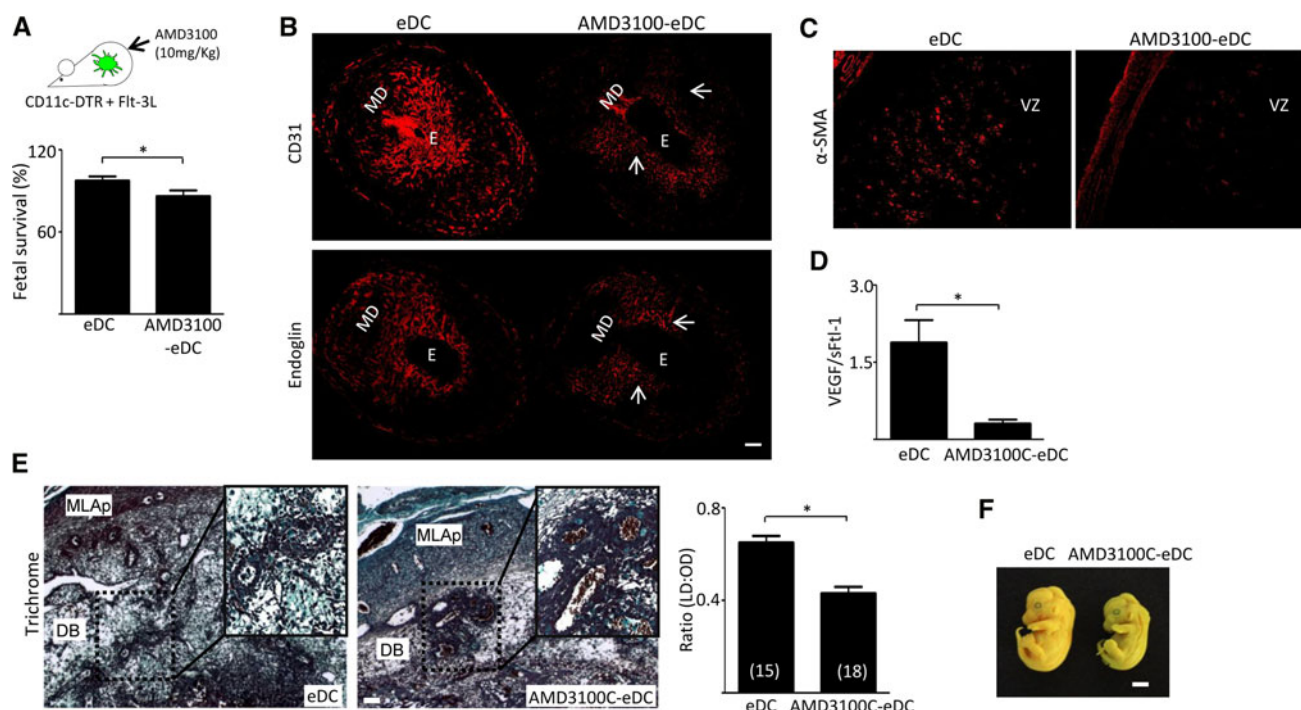 A
AMD3100
(10mg/Kg)
CD11c-DTR + Flt-3L
Fetal survival (%)
120
60
*
eDC
AMD3100
-eDC
B
eDC
AMD3100-eDC
CD31
MD
E
MD
E
Endoglin
MD
E
MD
E
C
eDC
AMD3100-eDC
α-SMA
VZ
VZ
D
VEGF/sFtl-1
3.0
1.5
*
eDC
AMD3100C-eDC
E
Trichrome
MLAp
DB
eDC
MLAp
DB
AMD3100C-eDC
Ratio (LD:OD)
0.8
0.4
*
(15)
(18)
eDC
AMD3100C-eDC
F
eDC
AMD3100C-eDC